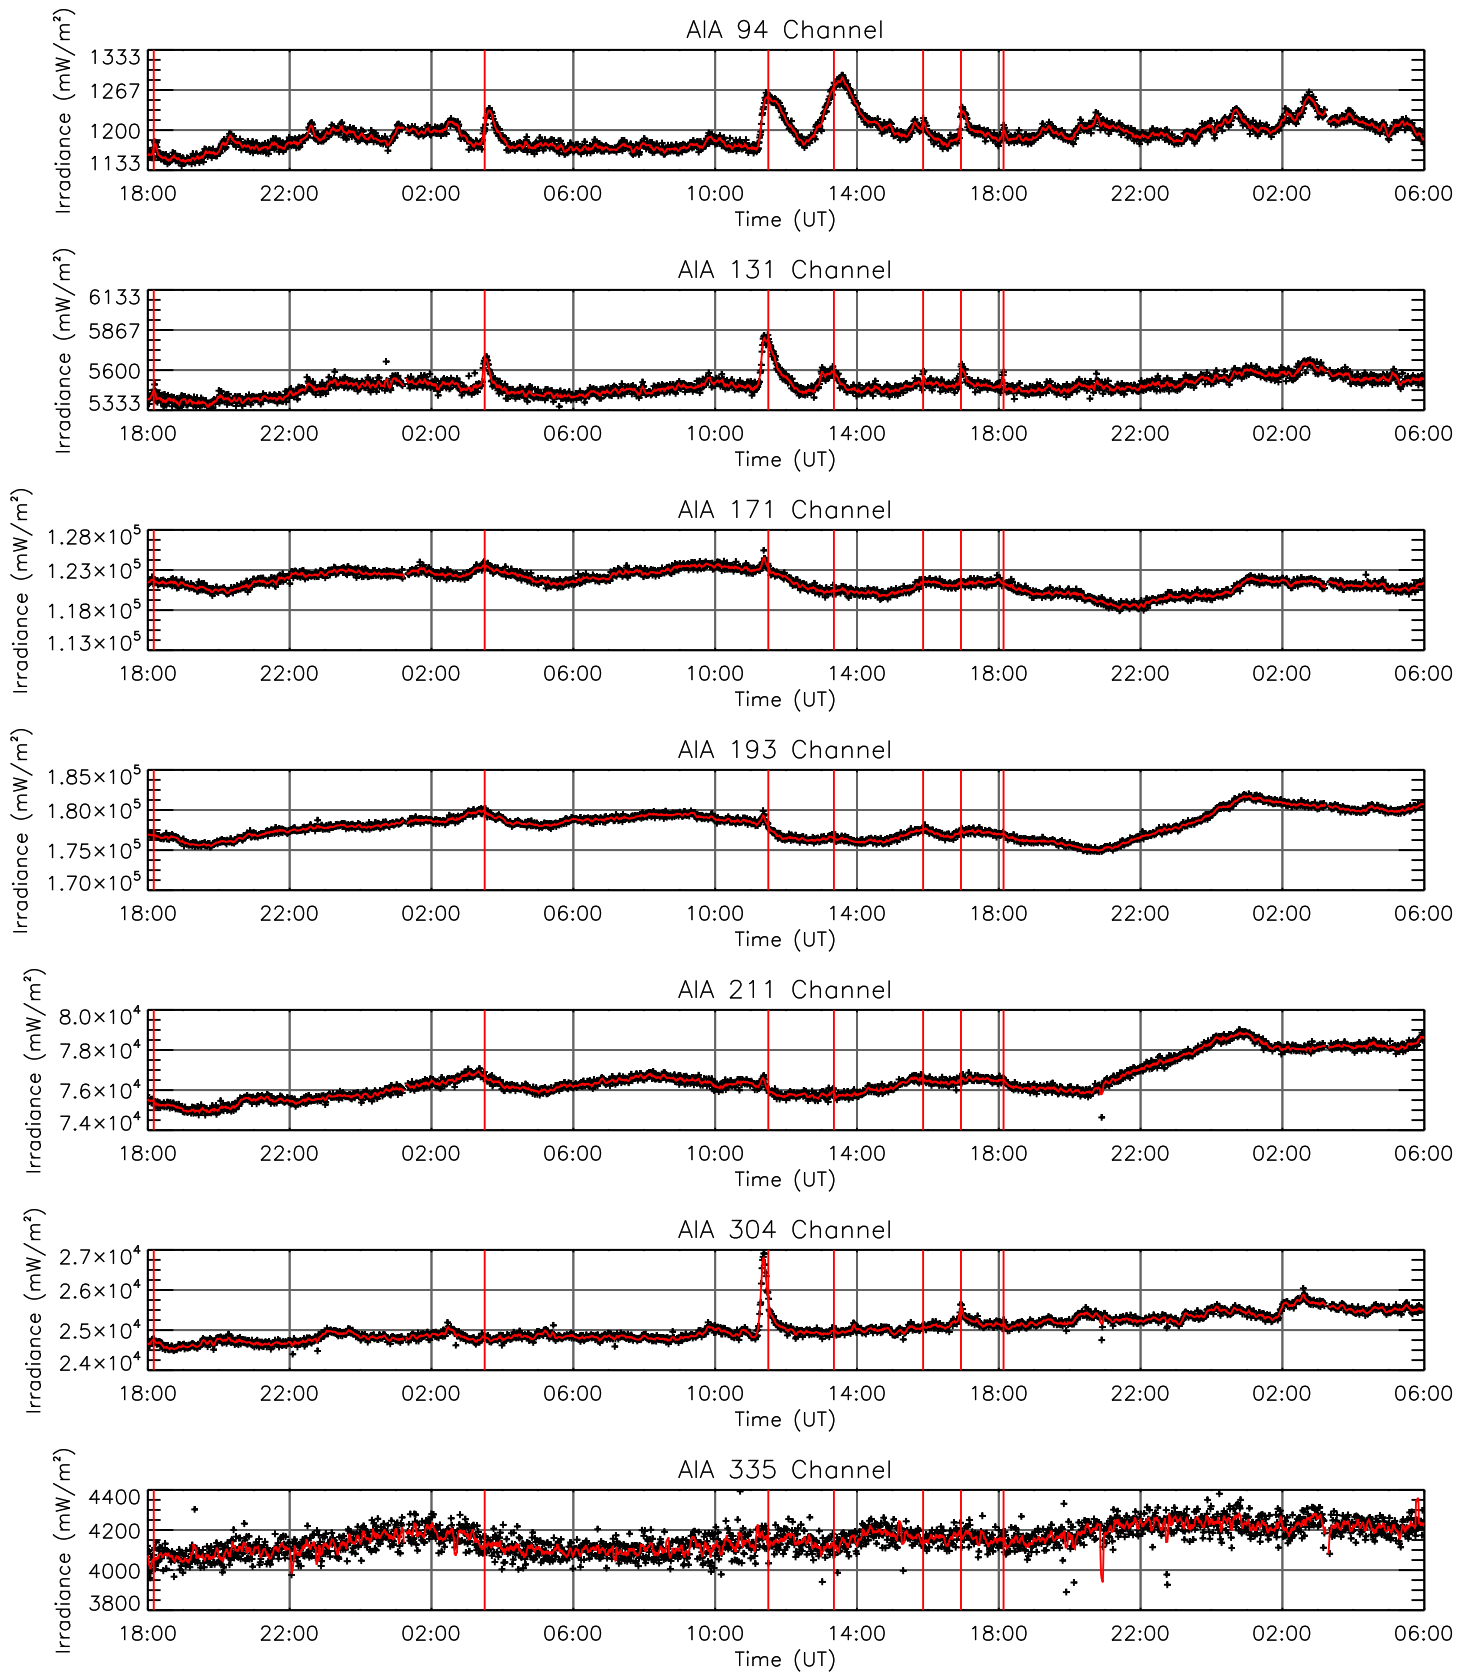 AIA 94 Channel
Irradiance (mW/m²)
1333
1267
1200
1133
18:00 22:00 02:00 06:00 10:00 14:00 18:00 22:00 02:00 06:00
Time (UT)
AIA 131 Channel
Irradiance (mW/m²)
6133
5867
5600
5333
18:00 22:00 02:00 06:00 10:00 14:00 18:00 22:00 02:00 06:00
Time (UT)
AIA 171 Channel
Irradiance (mW/m²)
1.28×10⁵
1.23×10⁵
1.18×10⁵
1.13×10⁵
18:00 22:00 02:00 06:00 10:00 14:00 18:00 22:00 02:00 06:00
Time (UT)
AIA 193 Channel
Irradiance (mW/m²)
1.85×10⁵
1.80×10⁵
1.75×10⁵
1.70×10⁵
18:00 22:00 02:00 06:00 10:00 14:00 18:00 22:00 02:00 06:00
Time (UT)
AIA 211 Channel
Irradiance (mW/m²)
8.0×10⁴
7.8×10⁴
7.6×10⁴
7.4×10⁴
18:00 22:00 02:00 06:00 10:00 14:00 18:00 22:00 02:00 06:00
Time (UT)
AIA 304 Channel
Irradiance (mW/m²)
2.7×10⁴
2.6×10⁴
2.5×10⁴
2.4×10⁴
18:00 22:00 02:00 06:00 10:00 14:00 18:00 22:00 02:00 06:00
Time (UT)
AIA 335 Channel
Irradiance (mW/m²)
4400
4200
4000
3800
18:00 22:00 02:00 06:00 10:00 14:00 18:00 22:00 02:00 06:00
Time (UT)